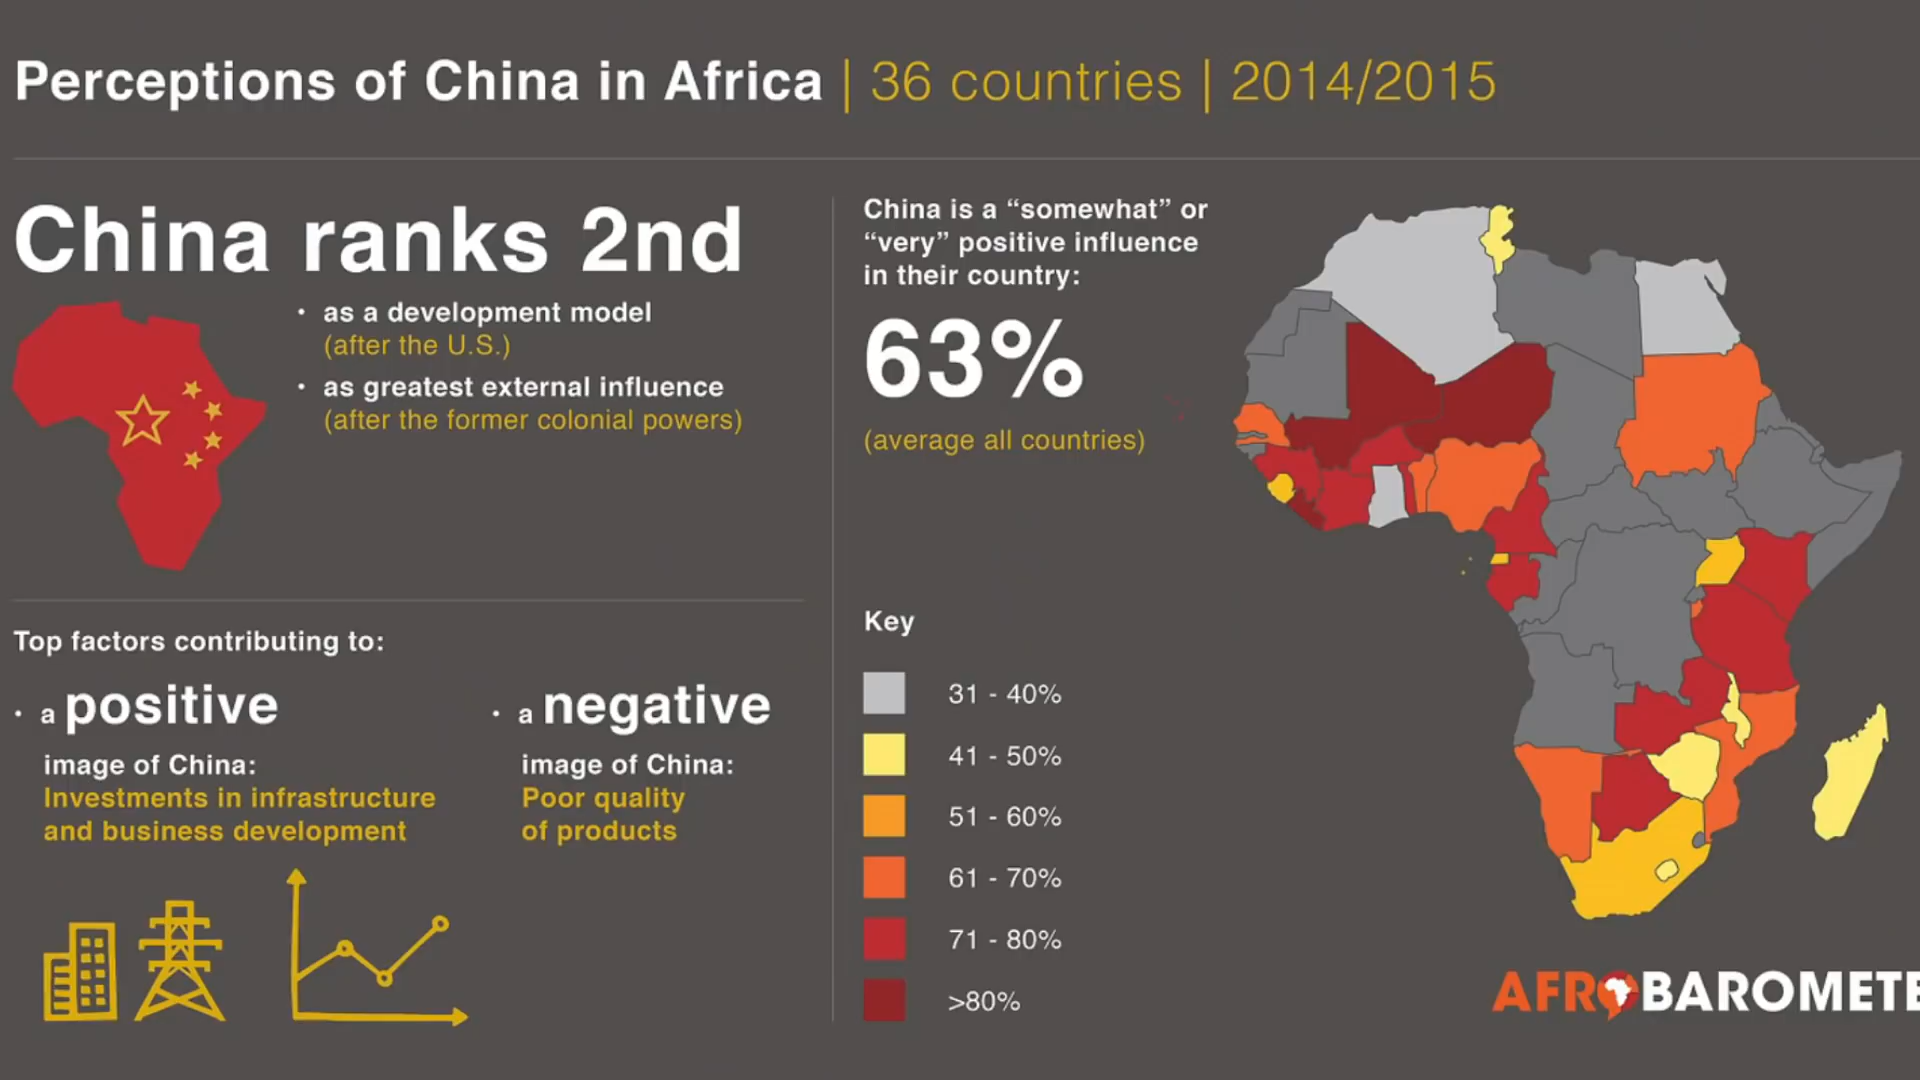 Perceptions of China in Africa | 36 countries | 2014/2015
China ranks 2nd
• as a development model
(after the U.S.)
• as greatest external influence
(after the former colonial powers)
Top factors contributing to:
• a positive
image of China:
Investments in infrastructure
and business development
• a negative
image of China:
Poor quality
of products
China is a “somewhat” or
“very” positive influence
in their country:
63%
(average all countries)
Key
31 - 40%
41 - 50%
51 - 60%
61 - 70%
71 - 80%
>80%
AFROBAROMETE